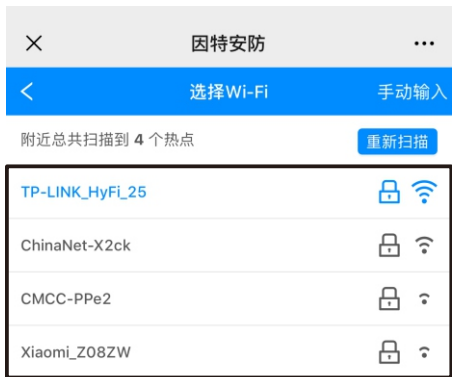 因特安防
选择Wi-Fi 手动输入
附近总共扫描到 4 个热点 重新扫描
TP-LINK_HyFi_25
ChinaNet-X2ck
CMCC-PPe2
Xiaomi_Z08ZW